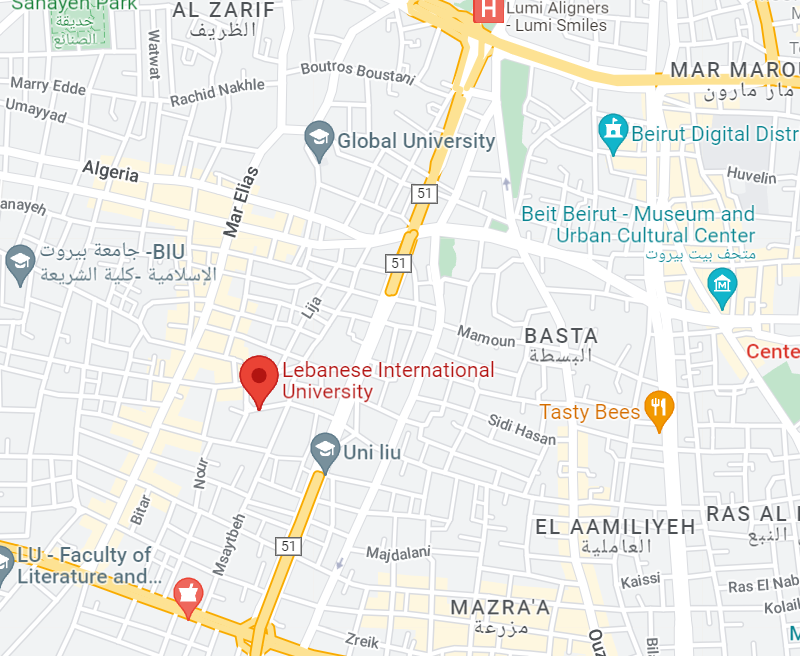 Sanayeh Park
حديقة
الصنائع
AL ZARIF
الظريف
Lumi Aligners
- Lumi Smiles
H
Watwat
Boutros Boustani
MAR MAROU
مار مارون
Marry Edde
Rachid Nakhle
Umayyad
Global University
Beirut Digital Distr
Algeria
Huvelin
Mar Elias
51
anayeh
Beit Beirut - Museum and
Urban Cultural Center
متحف بيت بيروت
BIU- جامعة بيروت
الإسلامية -كلية الشريعة
51
M
Lija
Mamoun
BASTA
البسطة
Cente
Lebanese International
University
Tasty Bees
Sidi Hasan
Uni liu
Nour
Bitar
Msaytbeh
RAS AL
النبع
EL AAMILIYEH
العاملية
51
Majdalani
LU - Faculty of
Literature and...
Kaissi
Ras El Nab
Kolail
MAZRA'A
مزرعة
Zreik
Ouz
Bil
M